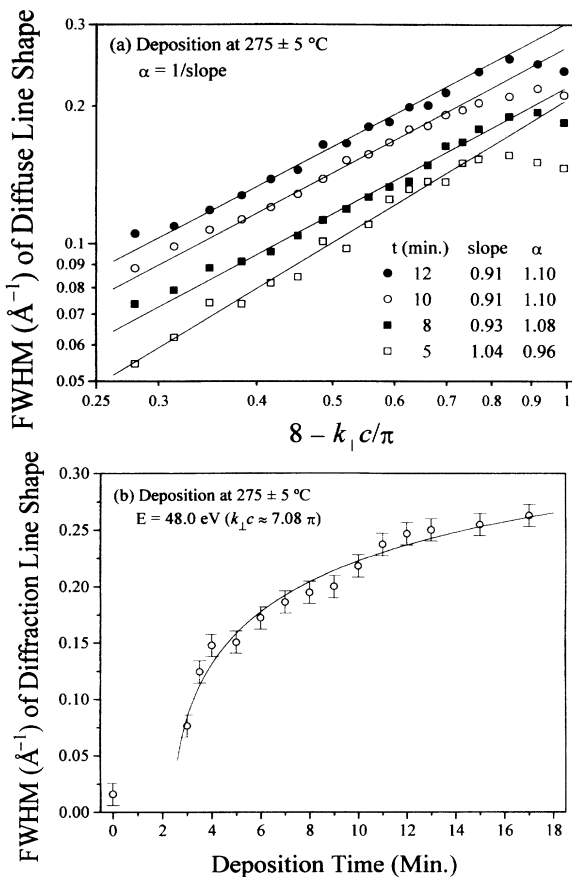 (a) Deposition at 275 ± 5 °C
α = 1/slope
FWHM (Å⁻¹) of Diffuse Line Shape
0.3
0.2
0.1
0.09
0.08
0.07
0.06
0.05
t (min.) slope α
12 0.91 1.10
10 0.91 1.10
8 0.93 1.08
5 1.04 0.96
0.25 0.3 0.4 0.5 0.6 0.7 0.8 0.9 1
8 – k⊥c/π
(b) Deposition at 275 ± 5 °C
E = 48.0 eV (k⊥c ≈ 7.08 π)
FWHM (Å⁻¹) of Diffraction Line Shape
0.30
0.25
0.20
0.15
0.10
0.05
0.00
0 2 4 6 8 10 12 14 16 18
Deposition Time (Min.)